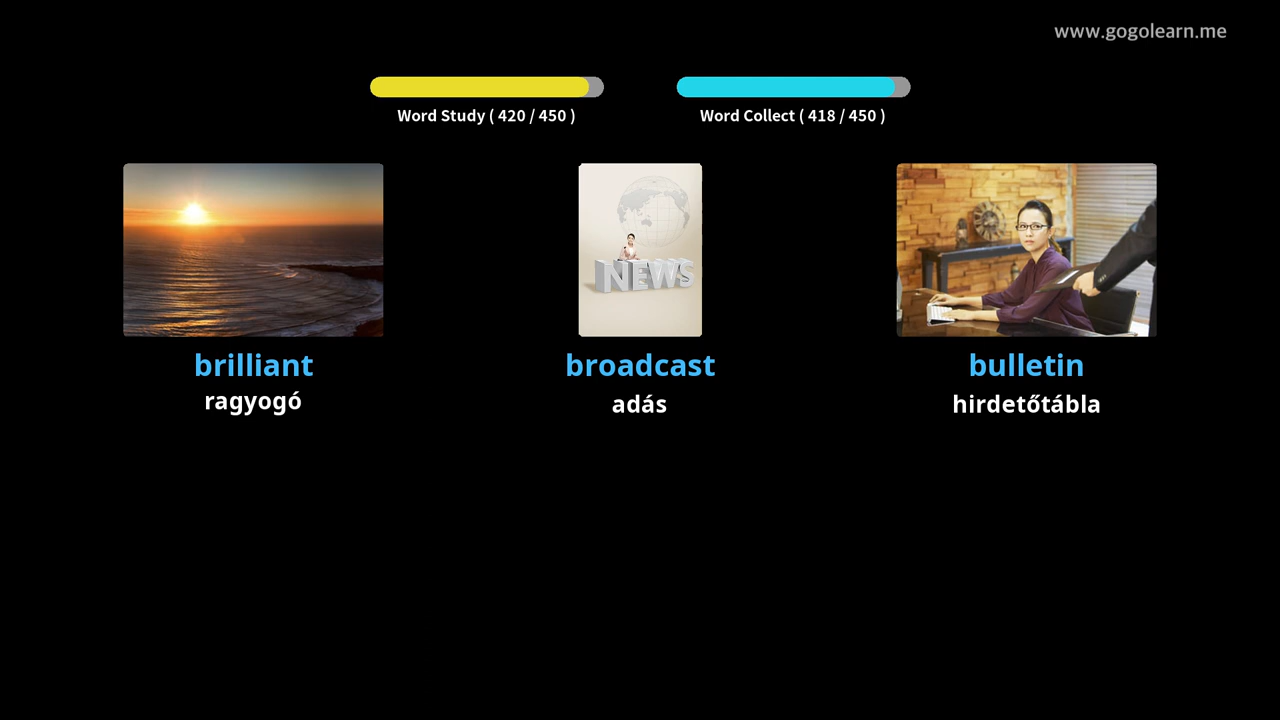 www.gogolearn.me
Word Study ( 420 / 450 )
Word Collect ( 418 / 450 )
NEWS
brilliant
ragyogó
broadcast
adás
bulletin
hirdetőtábla